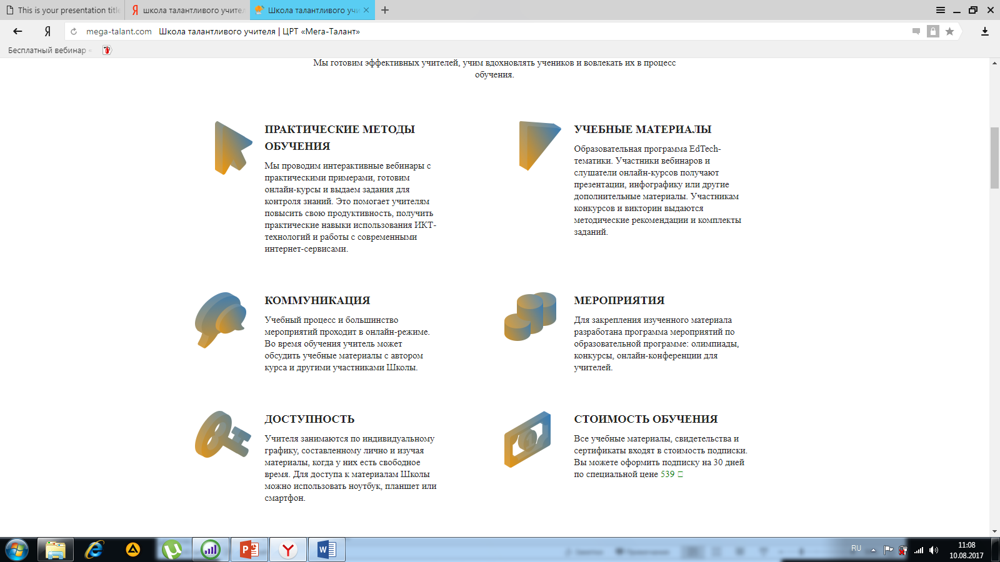 This is your presentation title
школа талантливого учител
Школа талантливого учи
mega-talant.com Школа талантливого учителя | ЦРТ «Мега-Талант»
Бесплатный вебинар
Мы готовим эффективных учителей, учим вдохновлять учеников и вовлекать их в процесс
обучения.
ПРАКТИЧЕСКИЕ МЕТОДЫ
ОБУЧЕНИЯ
Мы проводим интерактивные вебинары с
практическими примерами, готовим
онлайн-курсы и выдаем задания для
контроля знаний. Это помогает учителям
повысить свою продуктивность, получить
практические навыки использования ИКТ-
технологий и работы с современными
интернет-сервисами.
УЧЕБНЫЕ МАТЕРИАЛЫ
Образовательная программа EdTech-
тематики. Участники вебинаров и
слушатели онлайн-курсов получают
презентации, инфографику или другие
дополнительные материалы. Участникам
конкурсов и викторин выдаются
методические рекомендации и комплекты
заданий.
КОММУНИКАЦИЯ
Учебный процесс и большинство
мероприятий проходит в онлайн-режиме.
Во время обучения учитель может
обсудить учебные материалы с автором
курса и другими участниками Школы.
МЕРОПРИЯТИЯ
Для закрепления изученного материала
разработана программа мероприятий по
образовательной программе: олимпиады,
конкурсы, онлайн-конференции для
учителей.
ДОСТУПНОСТЬ
Учителя занимаются по индивидуальному
графику, составленному лично и изучая
материалы, когда у них есть свободное
время. Для доступа к материалам Школы
можно использовать ноутбук, планшет или
смартфон.
СТОИМОСТЬ ОБУЧЕНИЯ
Все учебные материалы, свидетельства и
сертификаты входят в стоимость подписки.
Вы можете оформить подписку на 30 дней
по специальной цене 539
RU
11:08
10.08.2017